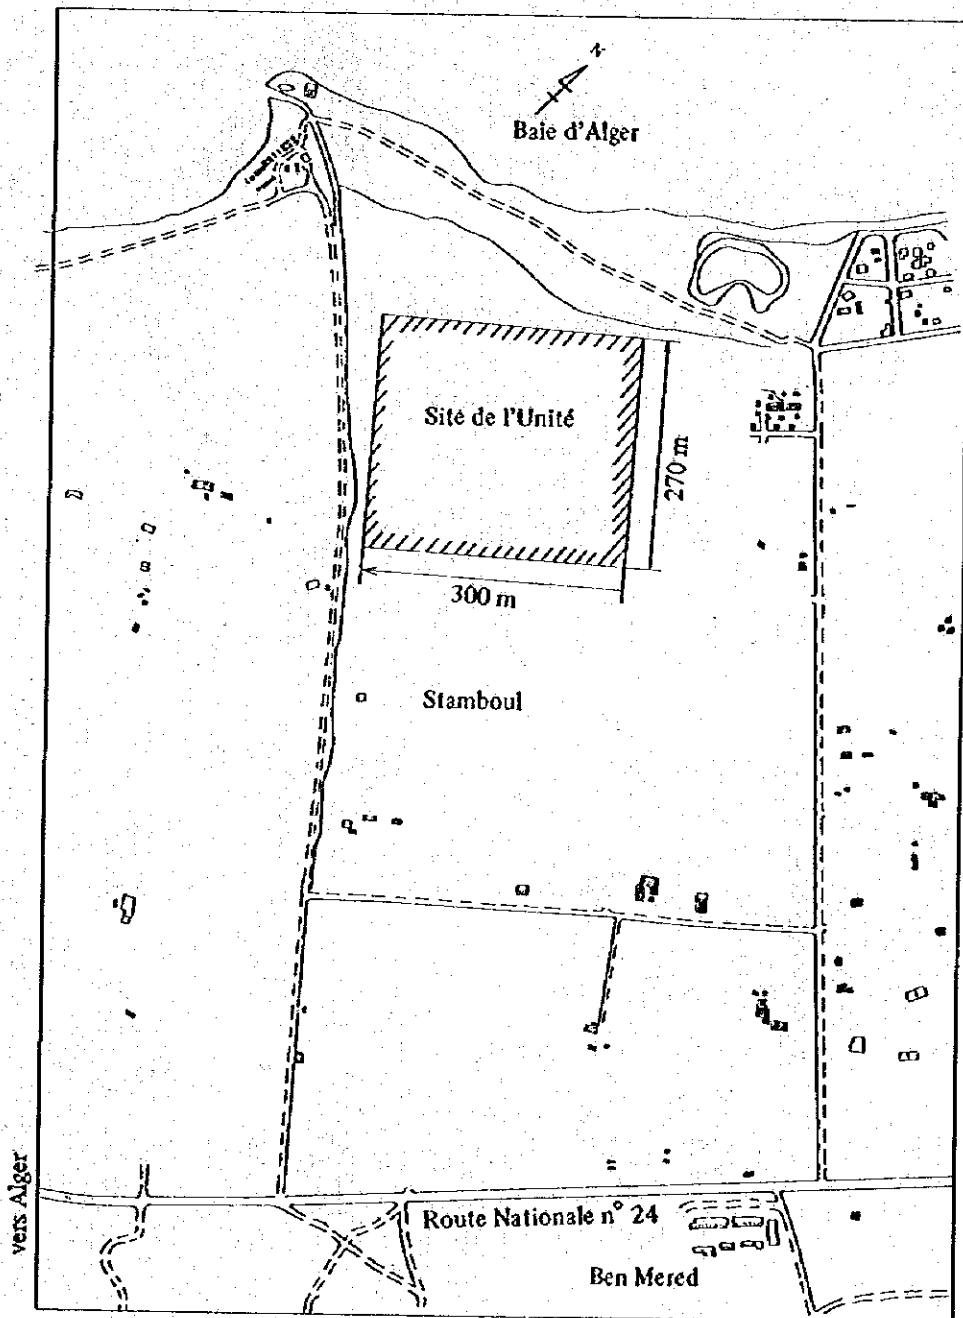 N
Baie d'Alger
Site de l'Unité
270 m
300 m
Stamboul
vers Alger
Route Nationale n° 24
Ben Mered